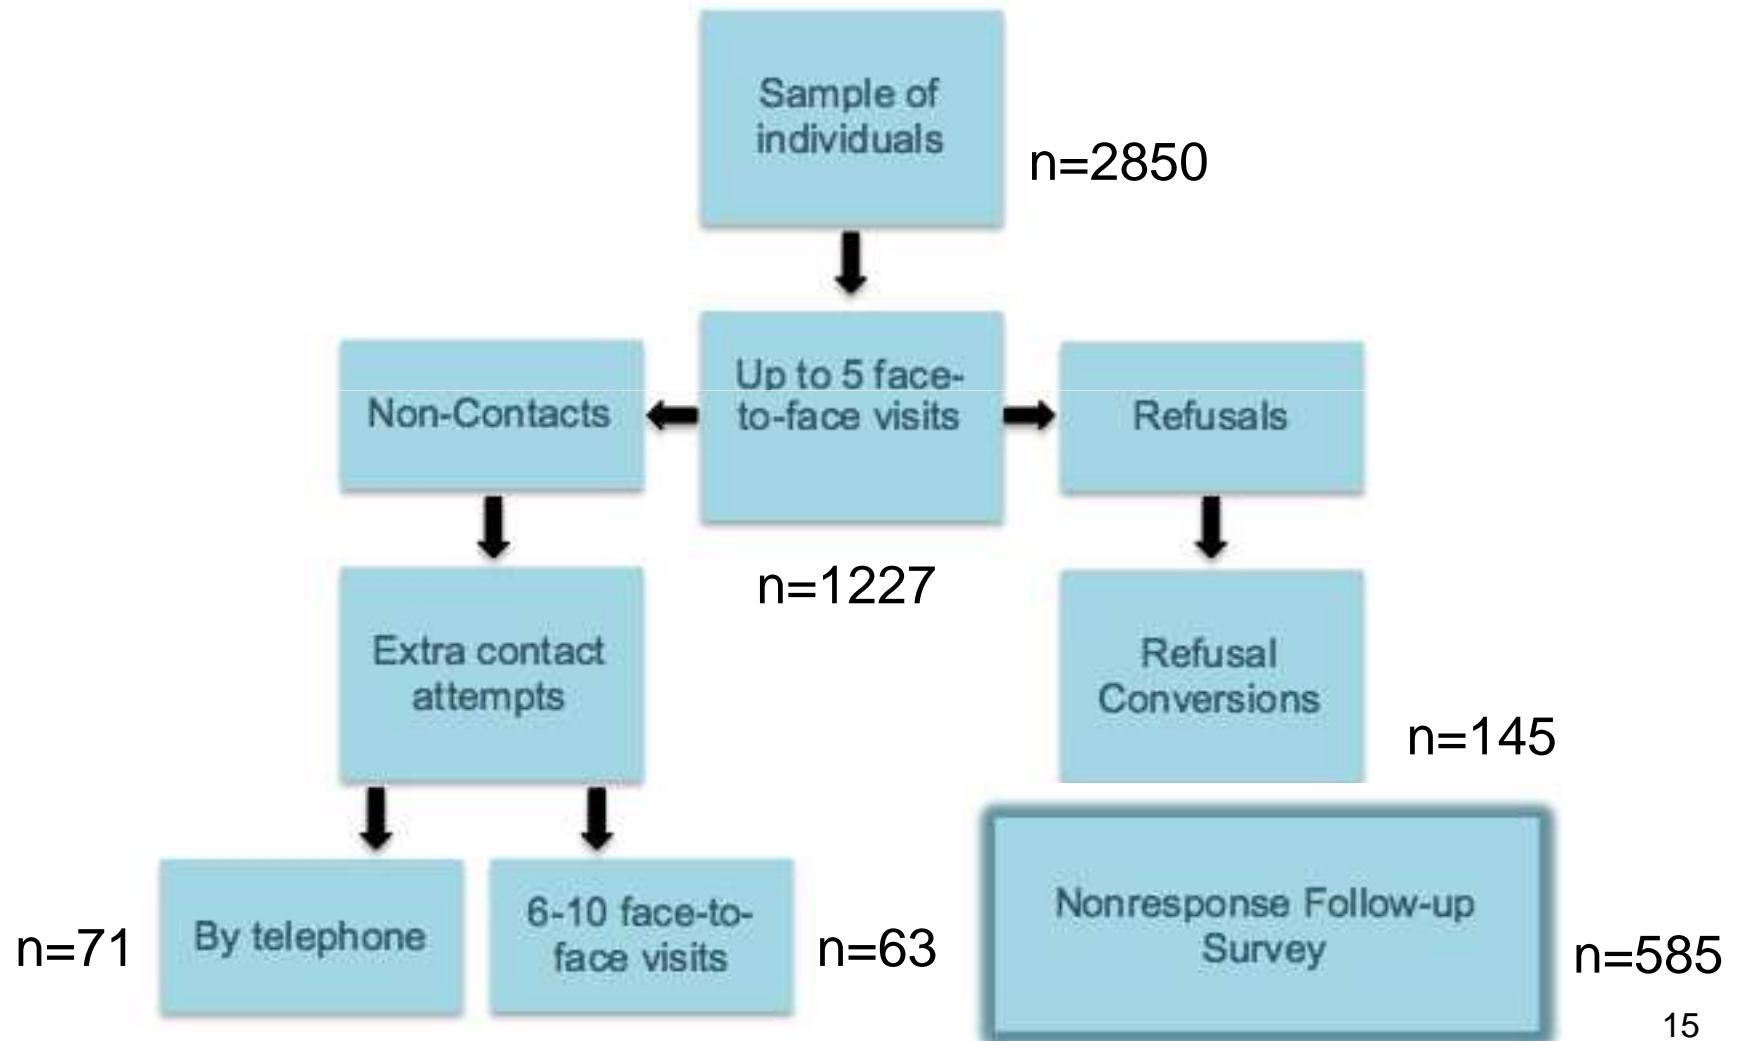 Sample of
individuals
n=2850
Non-Contacts
Up to 5 face-
to-face visits
Refusals
n=1227
Extra contact
attempts
Refusal
Conversions
n=145
n=71
By telephone
6-10 face-to-
face visits
n=63
Nonresponse Follow-up
Survey
n=585
15